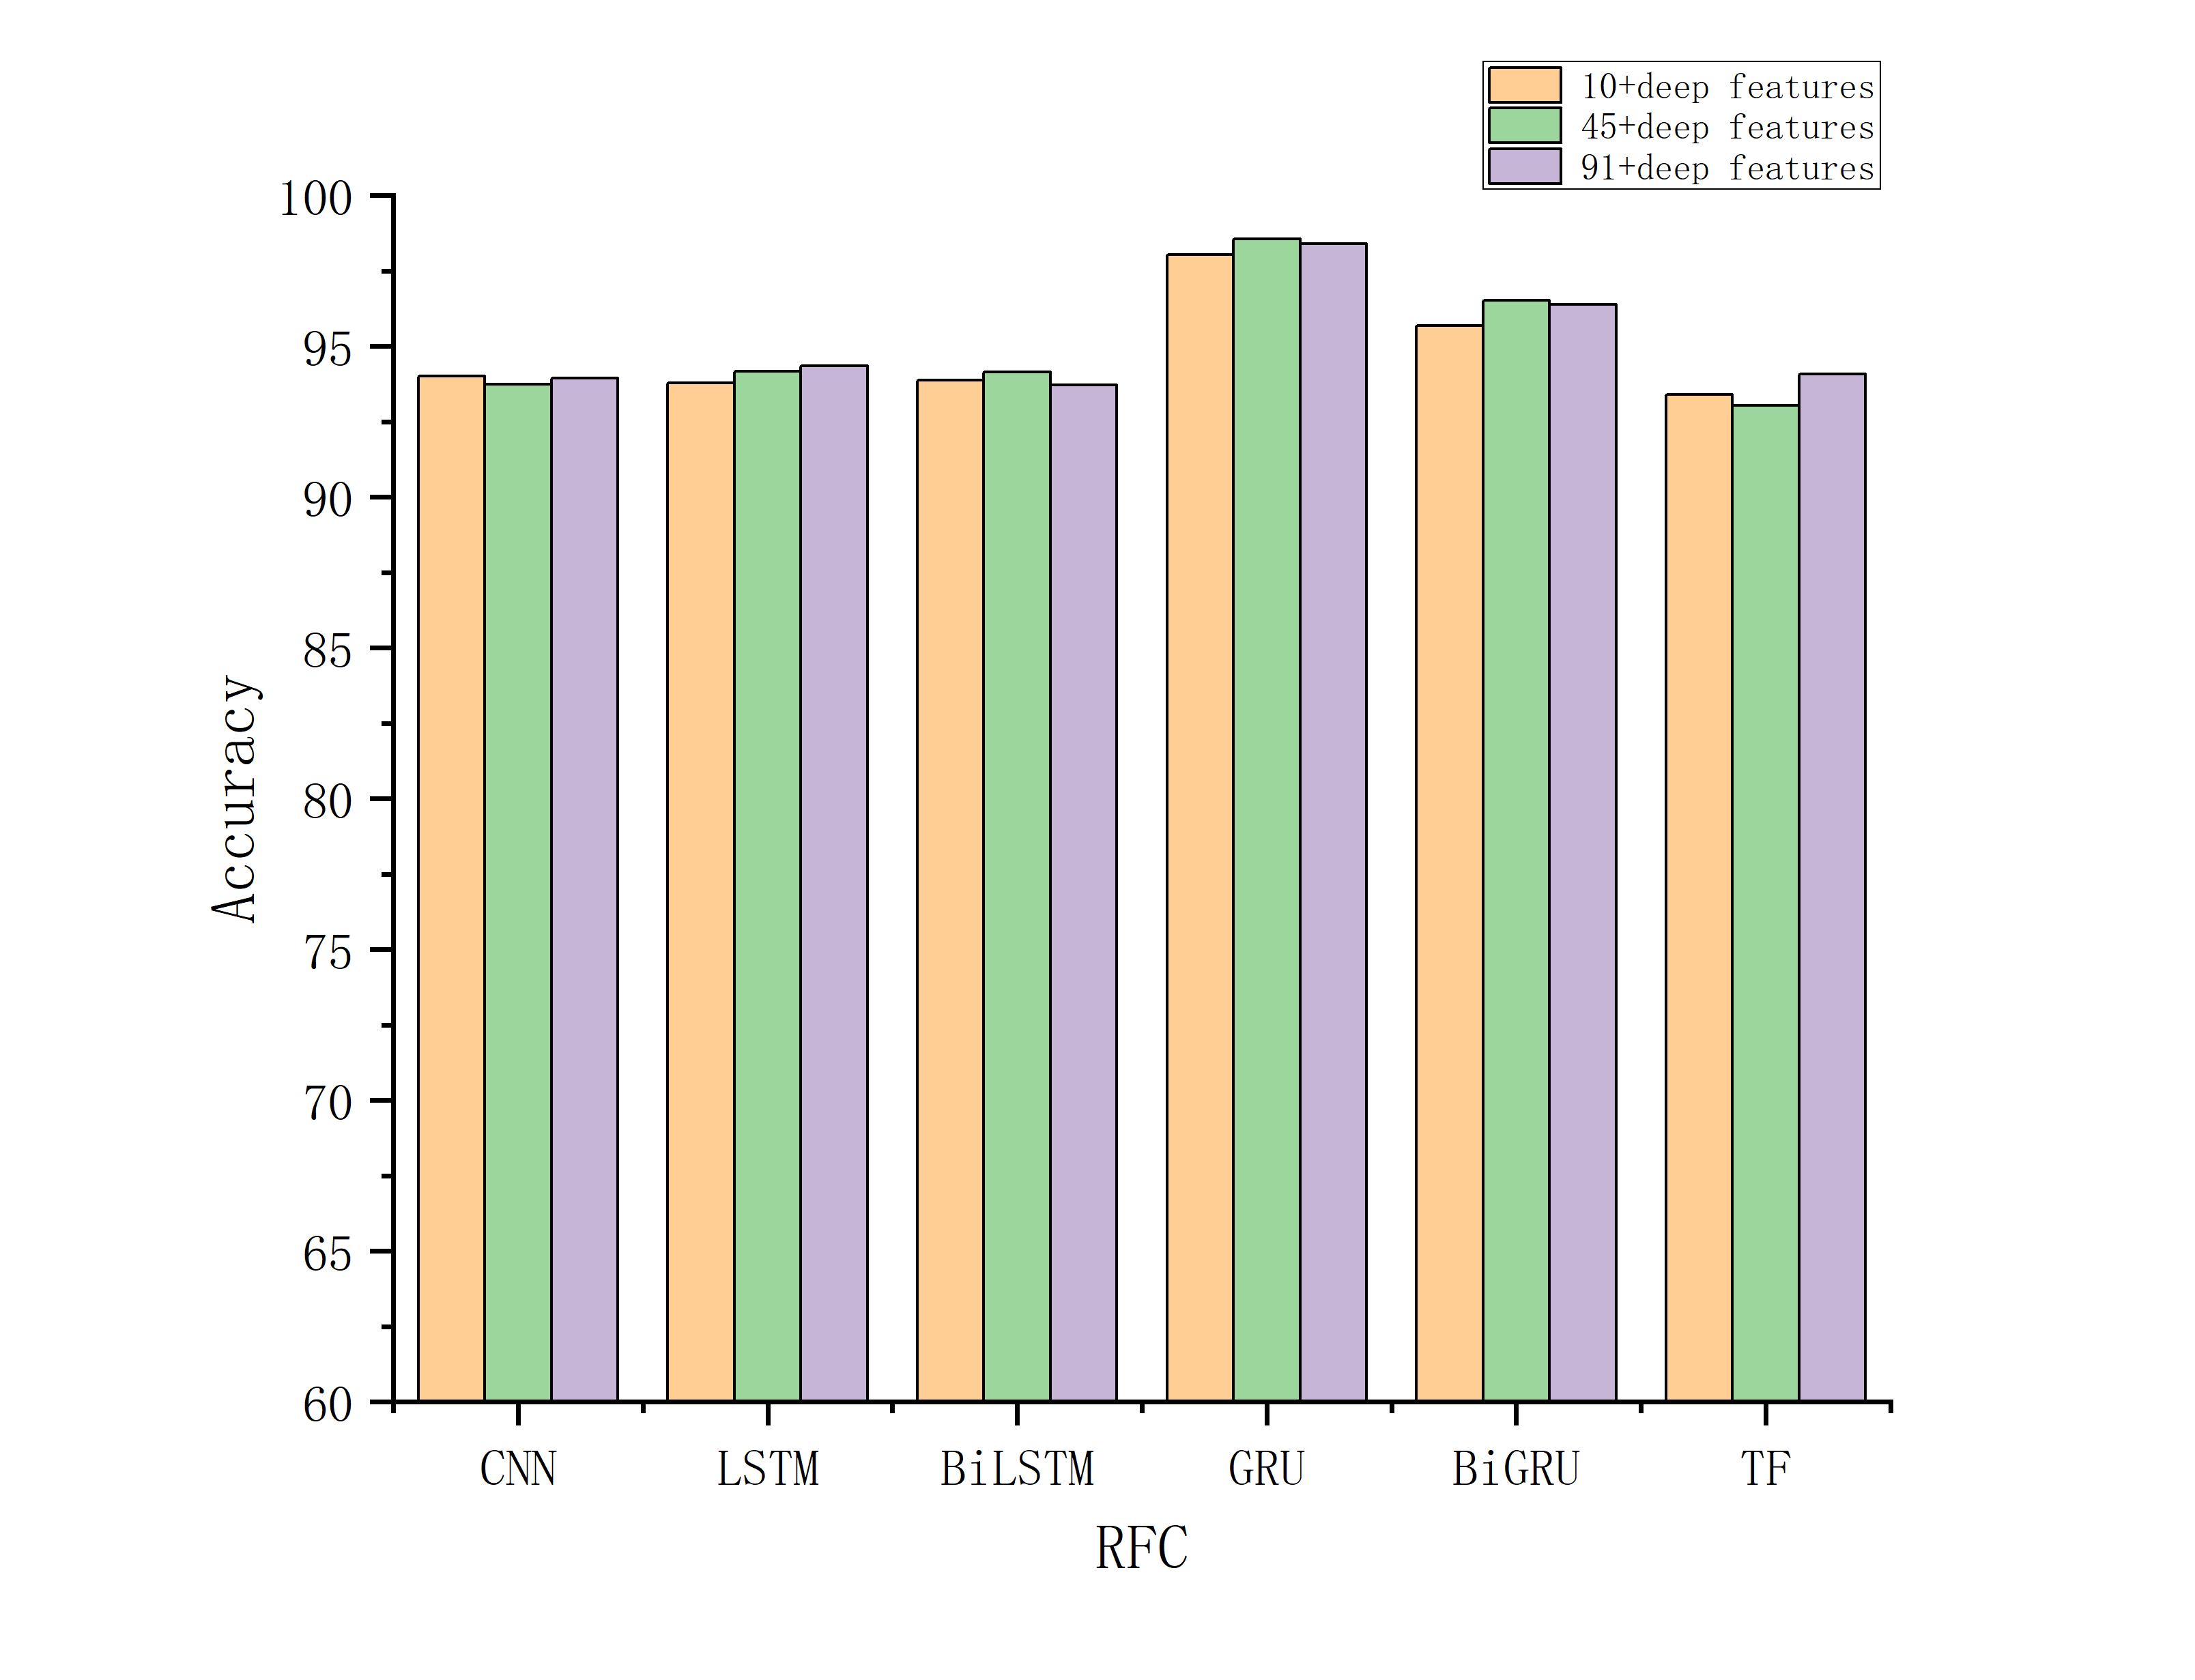 10+deep features
45+deep features
91+deep features
100
95
90
85
80
75
70
65
60
Accuracy
CNN LSTM BiLSTM GRU BiGRU TF
RFC